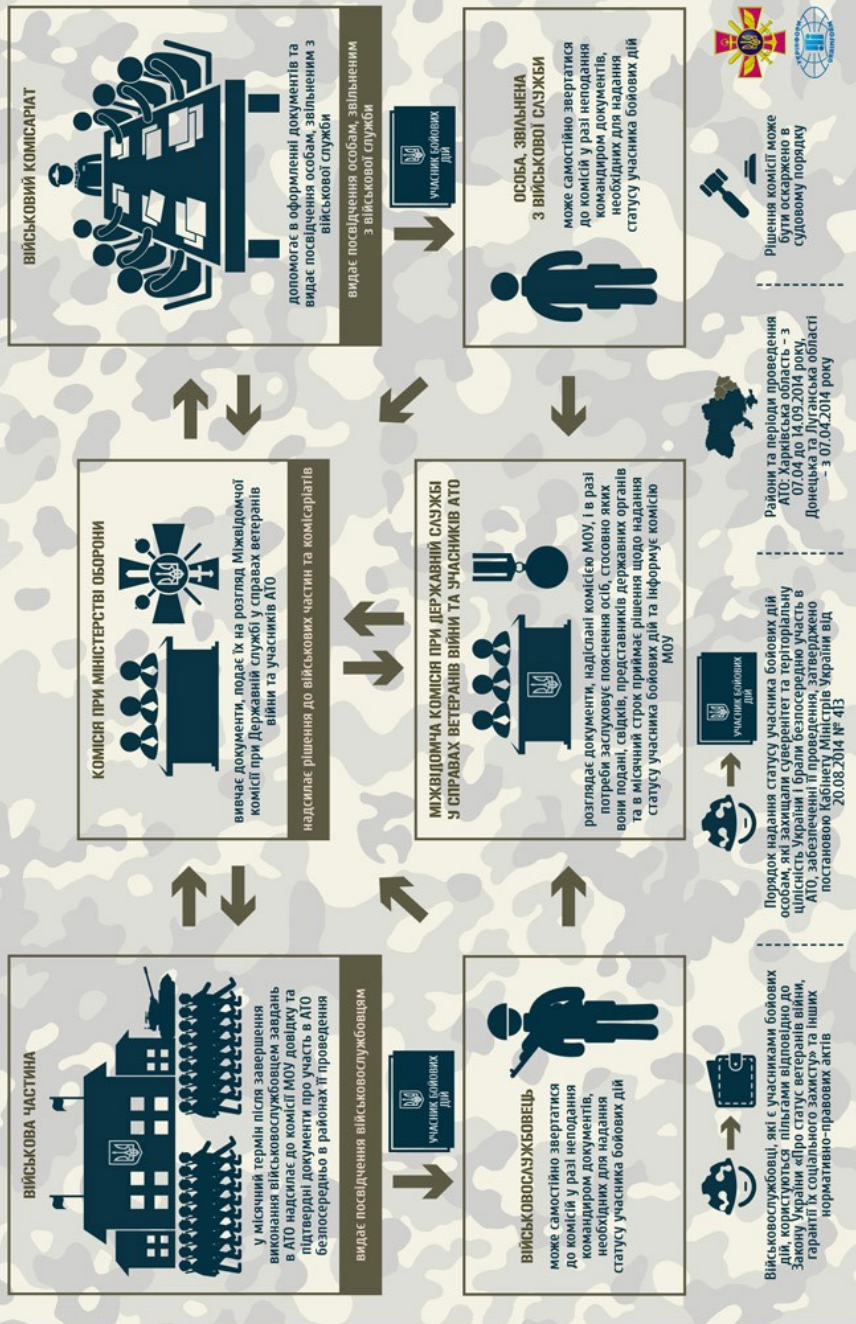 ВІЙСЬКОВА ЧАСТИНА
у місячний термін після завершення
виконання військовослужбовцем завдань
в АТО надсилає до комісії МОУ довідку та
підтвердні документи про участь в АТО
безпосередньо в районах її проведення
видає посвідчення військовослужбовцям
УЧАСНИК БОЙОВИХ
ДІЙ
ВІЙСЬКОВОСЛУЖБОВЕЦЬ
може самостійно звертатися
до комісій у разі неподання
командиром документів,
необхідних для надання
статусу учасника бойових дій
КОМІСІЯ ПРИ МІНІСТЕРСТВІ ОБОРОНИ
вивчає документи, подає їх на розгляд Міжвідомчої
комісії при Державній службі у справах ветеранів
війни та учасників АТО
надсилає рішення до військових частин та комісаріатів
МІЖВІДОМЧА КОМІСІЯ ПРИ ДЕРЖАВНІЙ СЛУЖБІ
У СПРАВАХ ВЕТЕРАНІВ ВІЙНИ ТА УЧАСНИКІВ АТО
розглядає документи, надіслані комісією МОУ, і в разі
потреби заслуховує пояснення осіб, стосовно яких
вони подані, свідків, представників державних органів
та в місячний строк приймає рішення щодо надання
статусу учасника бойових дій та інформує комісію
МОУ
ВІЙСЬКОВИЙ КОМІСАРІАТ
допомогає в оформленні документів та
видає посвідчення особам, звільненим з
військової служби
видає посвідчення особам, звільненим
з військової служби
УЧАСНИК БОЙОВИХ
ДІЙ
ОСОБА, ЗВІЛЬНЕНА
З ВІЙСЬКОВОЇ СЛУЖБИ
може самостійно звертатися
до комісій у разі неподання
командиром документів,
необхідних для надання
статусу учасника бойових дій
Військовослужбовці, які є учасниками бойових
дій, користуються пільгами відповідно до
Закону України «Про статус ветеранів війни,
гарантії їх соціального захисту» та інших
нормативно-правових актів
УЧАСНИК БОЙОВИХ
ДІЙ
Порядок надання статусу учасника бойових дій
особам, які захищали суверенітет та територіальну
цілісність України і брали безпосередню участь в
АТО, забезпеченні її проведення, затверджено
постановою Кабінету Міністрів України від
20.08.2014 № 413
Райони та періоди проведення
АТО: Харківська область – з
07.04 до 14.09.2014 року,
Донецька та Луганська області
– з 07.04.2014 року
Рішення комісії може
бути оскаржено в
судовому порядку